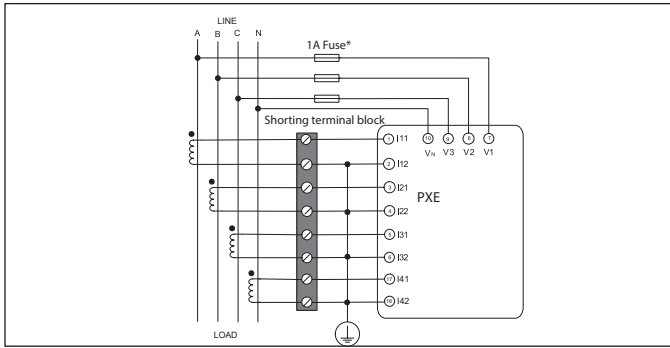 LINE
A B C N
1A Fuse*
Shorting terminal block
1 I11 10 9 8 7
VN V3 V2 V1
2 I12
3 I21
PXE
4 I22
5 I31
6 I32
17 I41
18 I42
LOAD